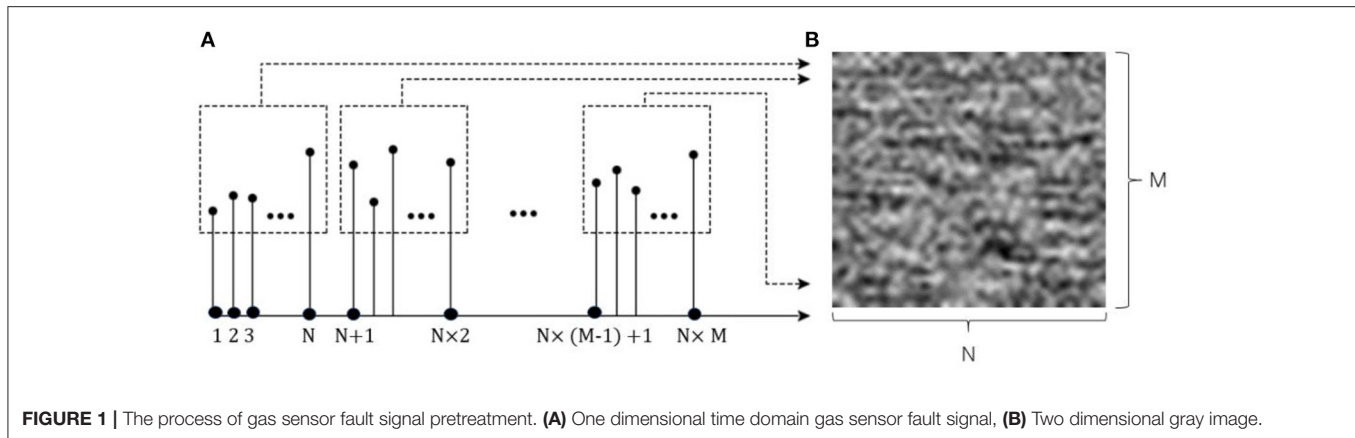 A
B
M
1 2 3 N N+1 N×2 N× (M-1) +1 N× M
N
FIGURE 1 | The process of gas sensor fault signal pretreatment. (A) One dimensional time domain gas sensor fault signal, (B) Two dimensional gray image.